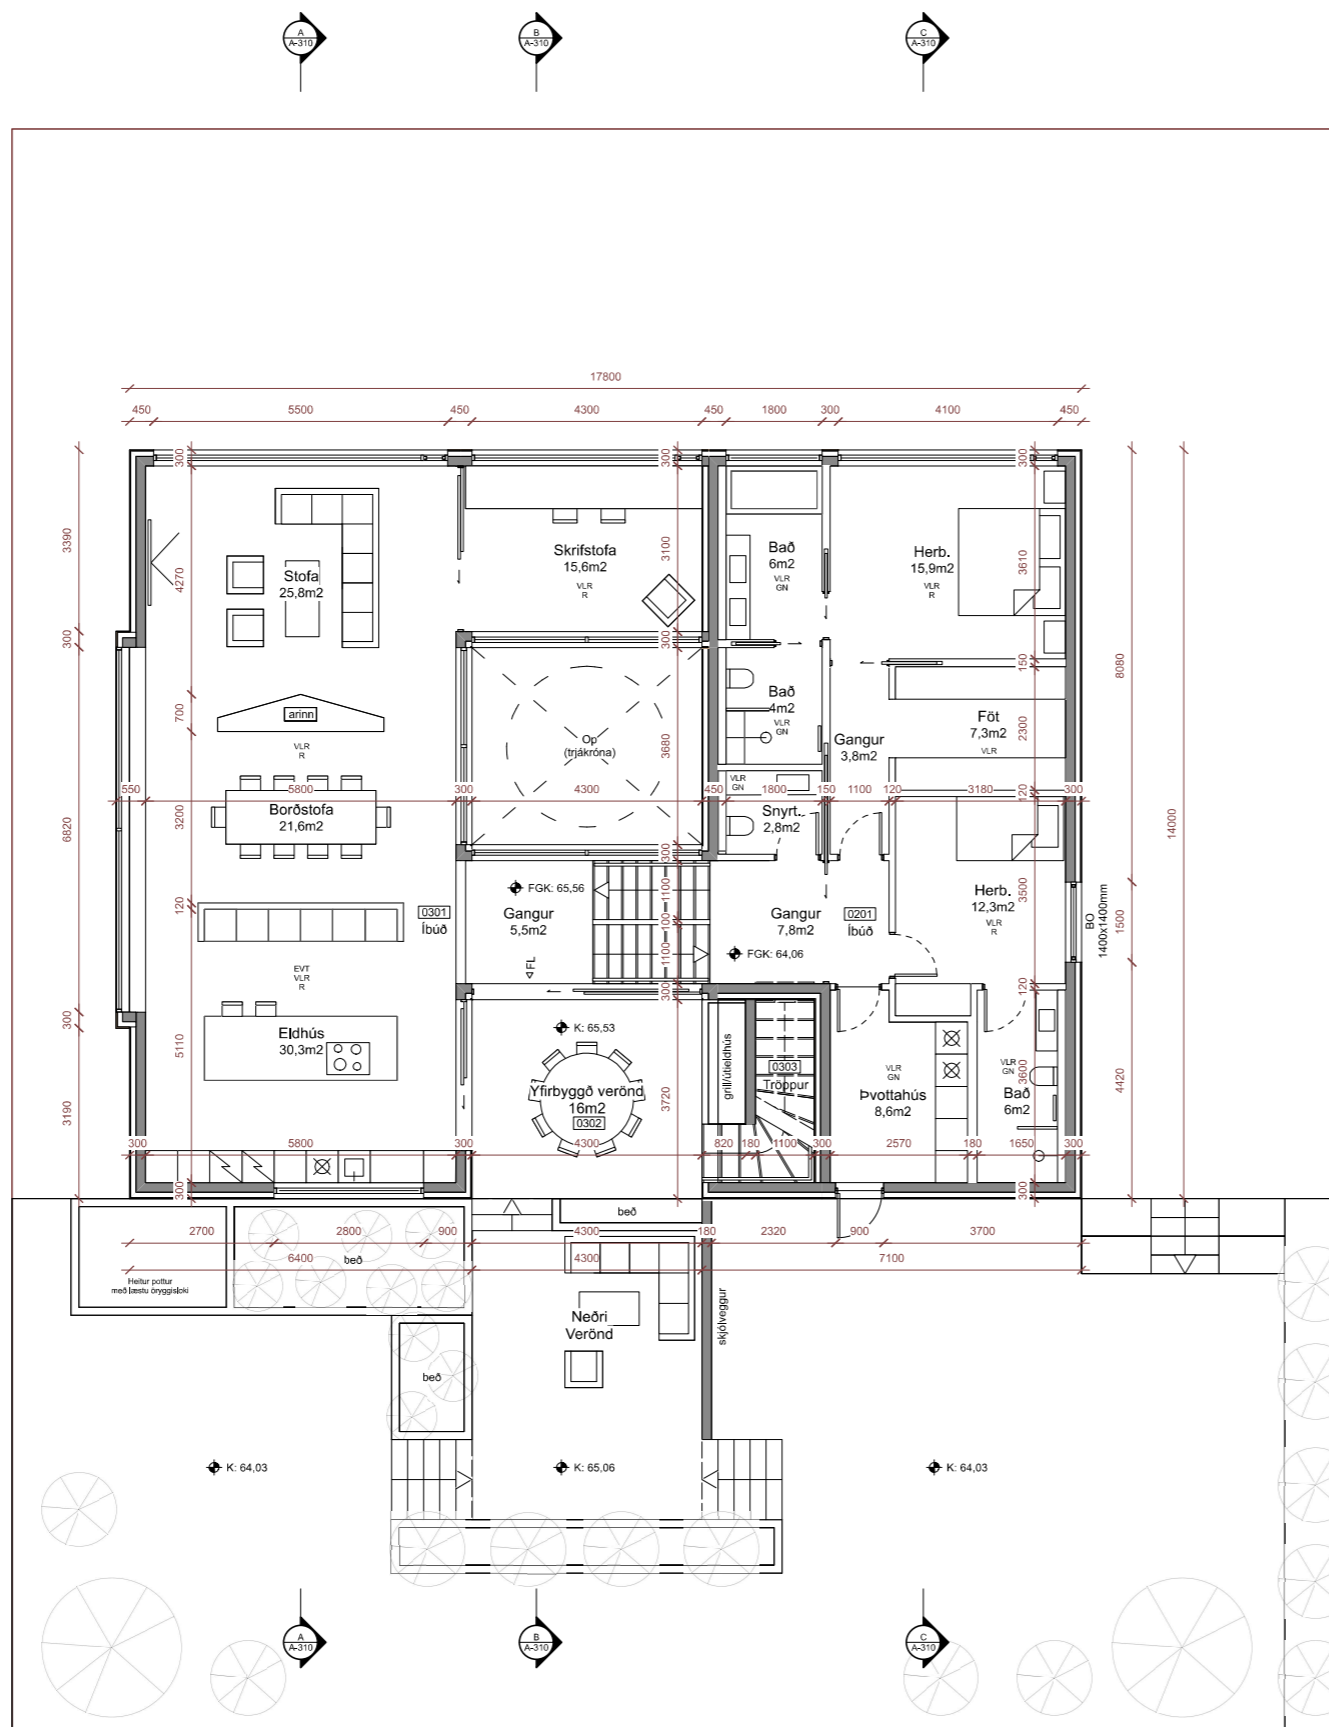 A
A-310
B
A-310
C
A-310
17800
450
5500
450
4300
450
1800
300
4100
450
300
300
300
3390
4270
300
700
550
6820
3200
120
300
5110
3190
300
Stofa
25,8m2
arinn
VLR
R
5800
Borðstofa
21,6m2
EVT
VLR
R
Eldhús
30,3m2
300
5800
300
300
0301
Íbúð
Skrifstofa
15,6m2
VLR
R
3100
300
Op
(trjákróna)
3680
300
4300
450
300
FGK: 65,56
Gangur
5,5m2
FL
1100
100
1100
300
K: 65,53
Yfirbyggð verönd
16m2
0302
3720
4300
Bað
6m2
VLR
GN
Bað
4m2
VLR
GN
VLR
GN
1800
150
1100
120
3180
300
Snyrt.
2,8m2
Herb.
15,9m2
VLR
R
3610
150
Föt
7,3m2
VLR
2300
120
Gangur
3,8m2
Gangur
7,8m2
0201
Íbúð
FGK: 64,06
Herb.
12,3m2
VLR
R
3500
120
BO
1400x1400mm
8080
1500
4420
14000
grill/útieldhús
0303
Tröppur
VLR
GN
Þvottahús
8,6m2
VLR
GN
3600
Bað
6m2
820
180
1100
300
2570
180
1650
300
300
beð
2700
2800
900
4300
180
2320
900
3700
6400
beð
4300
7100
Heitur pottur
með læstu öryggisloki
Neðri
Verönd
skjólveggur
beð
K: 64,03
K: 65,06
K: 64,03
A
A-310
B
A-310
C
A-310